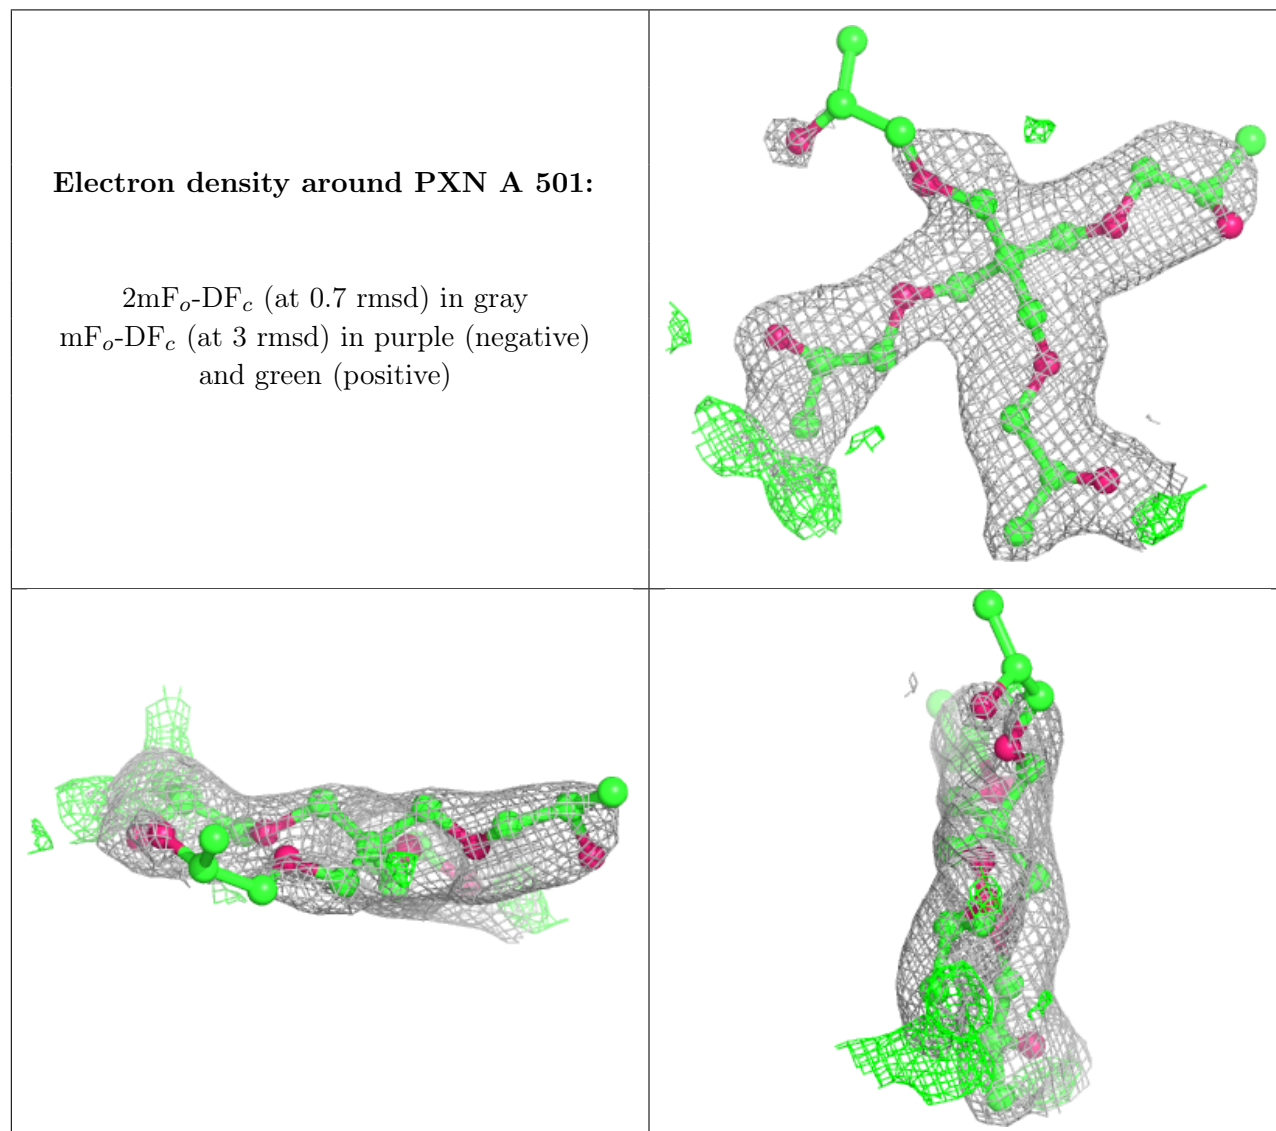 Electron density around PXN A 501:
2mFₒ-DF𝒸 (at 0.7 rmsd) in gray
mFₒ-DF𝒸 (at 3 rmsd) in purple (negative)
and green (positive)